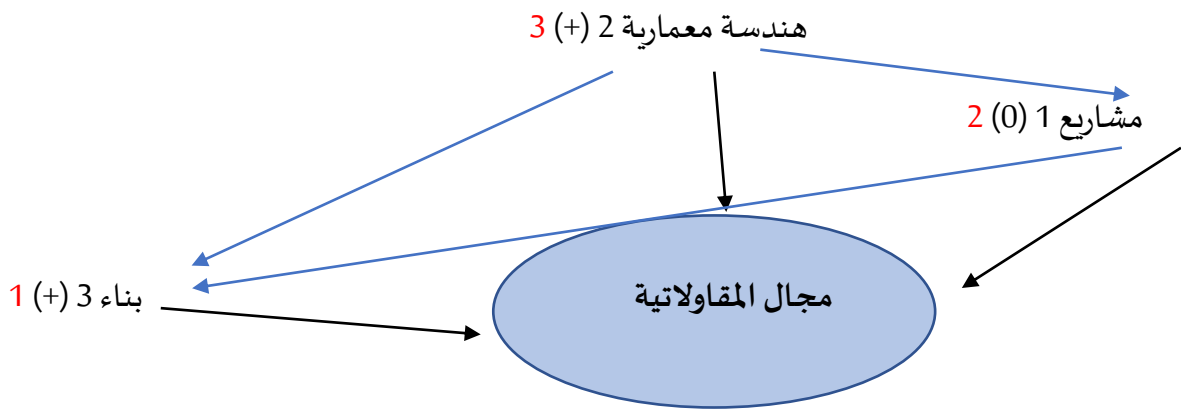 هندسة معمارية 2 (+) 3
مشاريع 1 (0) 2
بناء 3 (+) 1
مجال المقاولاتية